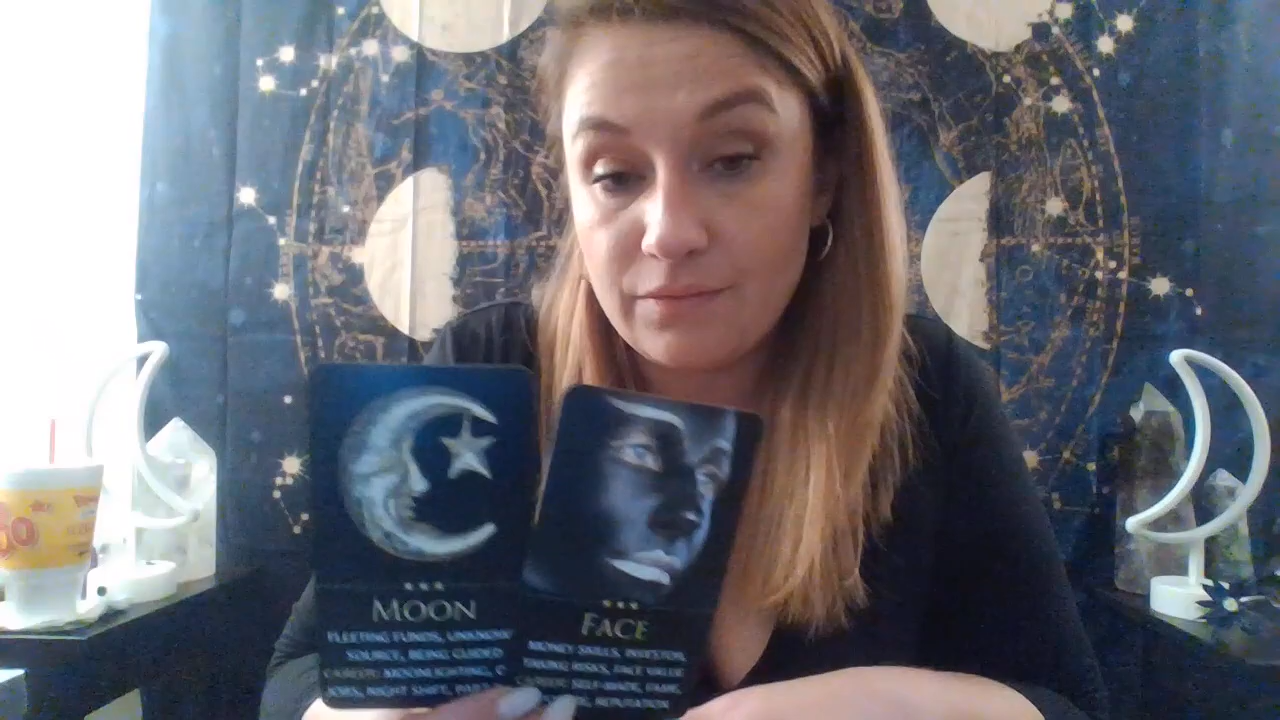 MOON
FLEETING FUNDS, UNKNOWN
SOURCE, BEING GUIDED
CAREER: MOONLIGHTING,
JOBS, NIGHT SHIFT,
FACE
MONEY SKILLS, INVESTOR,
TAKING RISKS, FACE VALUE
CAREER: SELF-MADE, FAME,
REPUTATION